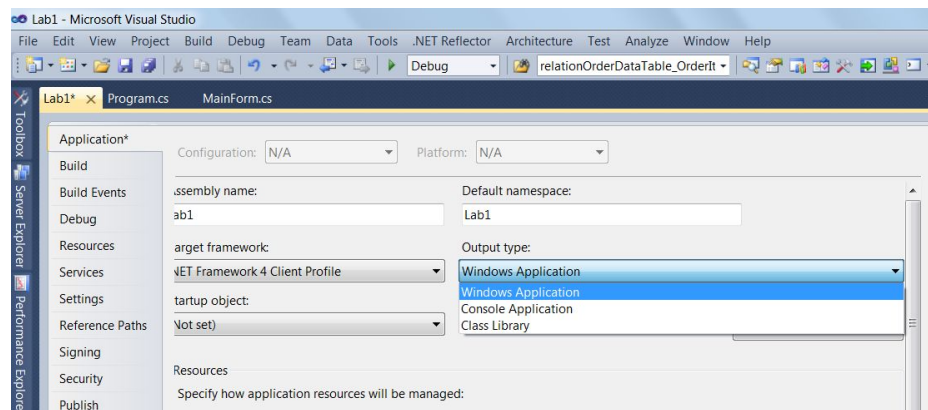 Lab1 - Microsoft Visual Studio
File Edit View Project Build Debug Team Data Tools .NET Reflector Architecture Test Analyze Window Help
Debug relationOrderDataTable_OrderIt
Lab1* Program.cs MainForm.cs
Toolbox
Server Explorer
Performance Explore
Application*
Build
Build Events
Debug
Resources
Services
Settings
Reference Paths
Signing
Security
Publish
Configuration: N/A Platform: N/A
ssembly name: Default namespace:
ab1 Lab1
arget framework: Output type:
NET Framework 4 Client Profile Windows Application
Windows Application
tartup object: Console Application
Not set) Class Library
Resources
Specify how application resources will be managed: